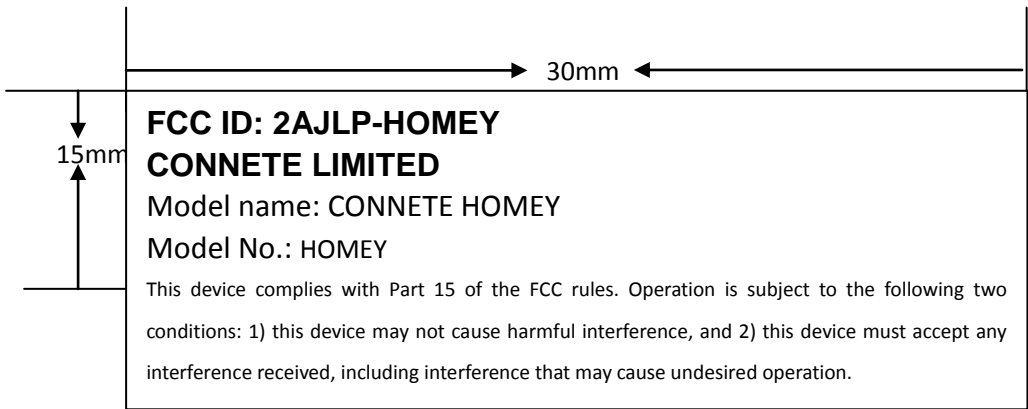 30mm
15mm
FCC ID: 2AJLP-HOMEY
CONNETE LIMITED
Model name: CONNETE HOMEY
Model No.: HOMEY
This device complies with Part 15 of the FCC rules. Operation is subject to the following two
conditions: 1) this device may not cause harmful interference, and 2) this device must accept any
interference received, including interference that may cause undesired operation.